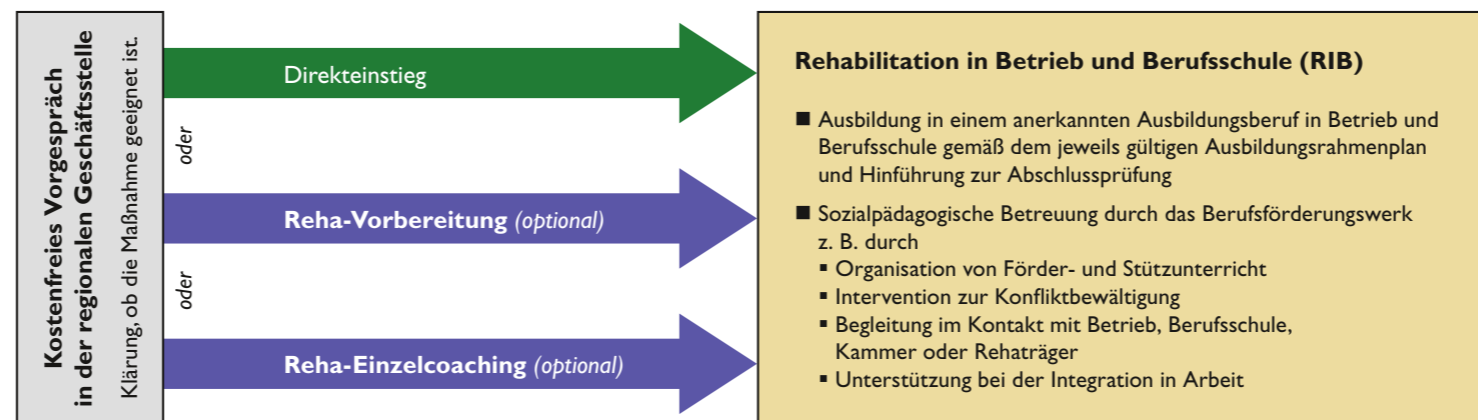 Kostenfreies Vorgespräch
in der regionalen Geschäftsstelle
Klärung, ob die Maßnahme geeignet ist.
Direkteinstieg
oder
Reha-Vorbereitung (optional)
oder
Reha-Einzelcoaching (optional)
Rehabilitation in Betrieb und Berufsschule (RIB)
■ Ausbildung in einem anerkannten Ausbildungsberuf in Betrieb und
Berufsschule gemäß dem jeweils gültigen Ausbildungsrahmenplan
und Hinführung zur Abschlussprüfung
■ Sozialpädagogische Betreuung durch das Berufsförderungswerk
z. B. durch
▪ Organisation von Förder- und Stützunterricht
▪ Intervention zur Konfliktbewältigung
▪ Begleitung im Kontakt mit Betrieb, Berufsschule,
Kammer oder Rehaträger
▪ Unterstützung bei der Integration in Arbeit